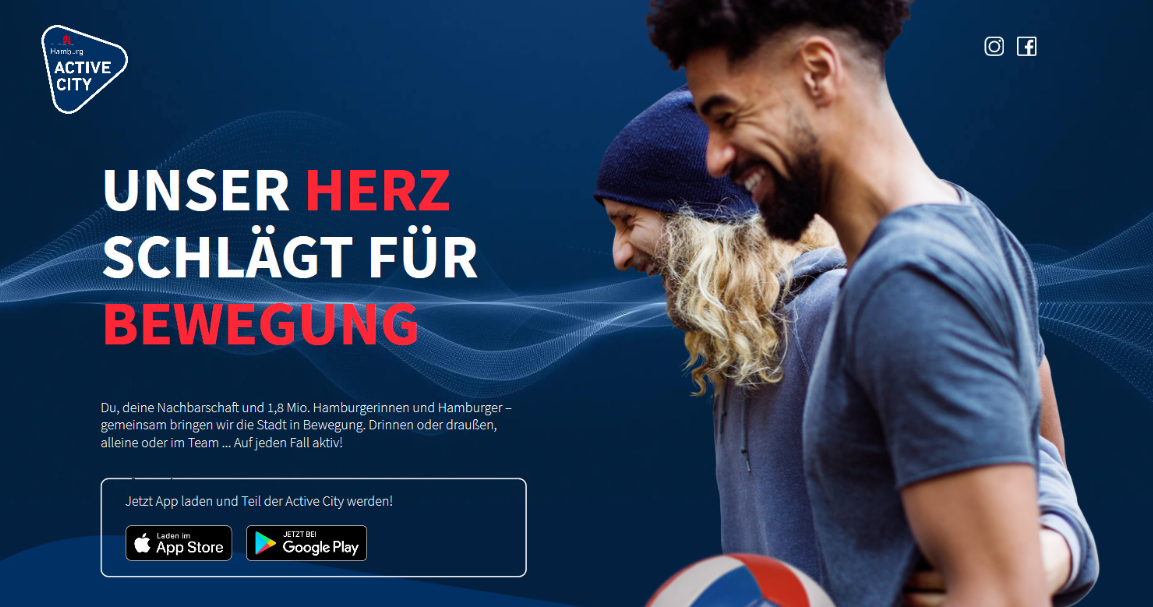 Hamburg
ACTIVE
CITY
UNSER HERZ
SCHLÄGT FÜR
BEWEGUNG
Du, deine Nachbarschaft und 1,8 Mio. Hamburgerinnen und Hamburger –
gemeinsam bringen wir die Stadt in Bewegung. Drinnen oder draußen,
alleine oder im Team ... Auf jeden Fall aktiv!
Jetzt App laden und Teil der Active City werden!
Laden im
App Store
JETZT BEI
Google Play